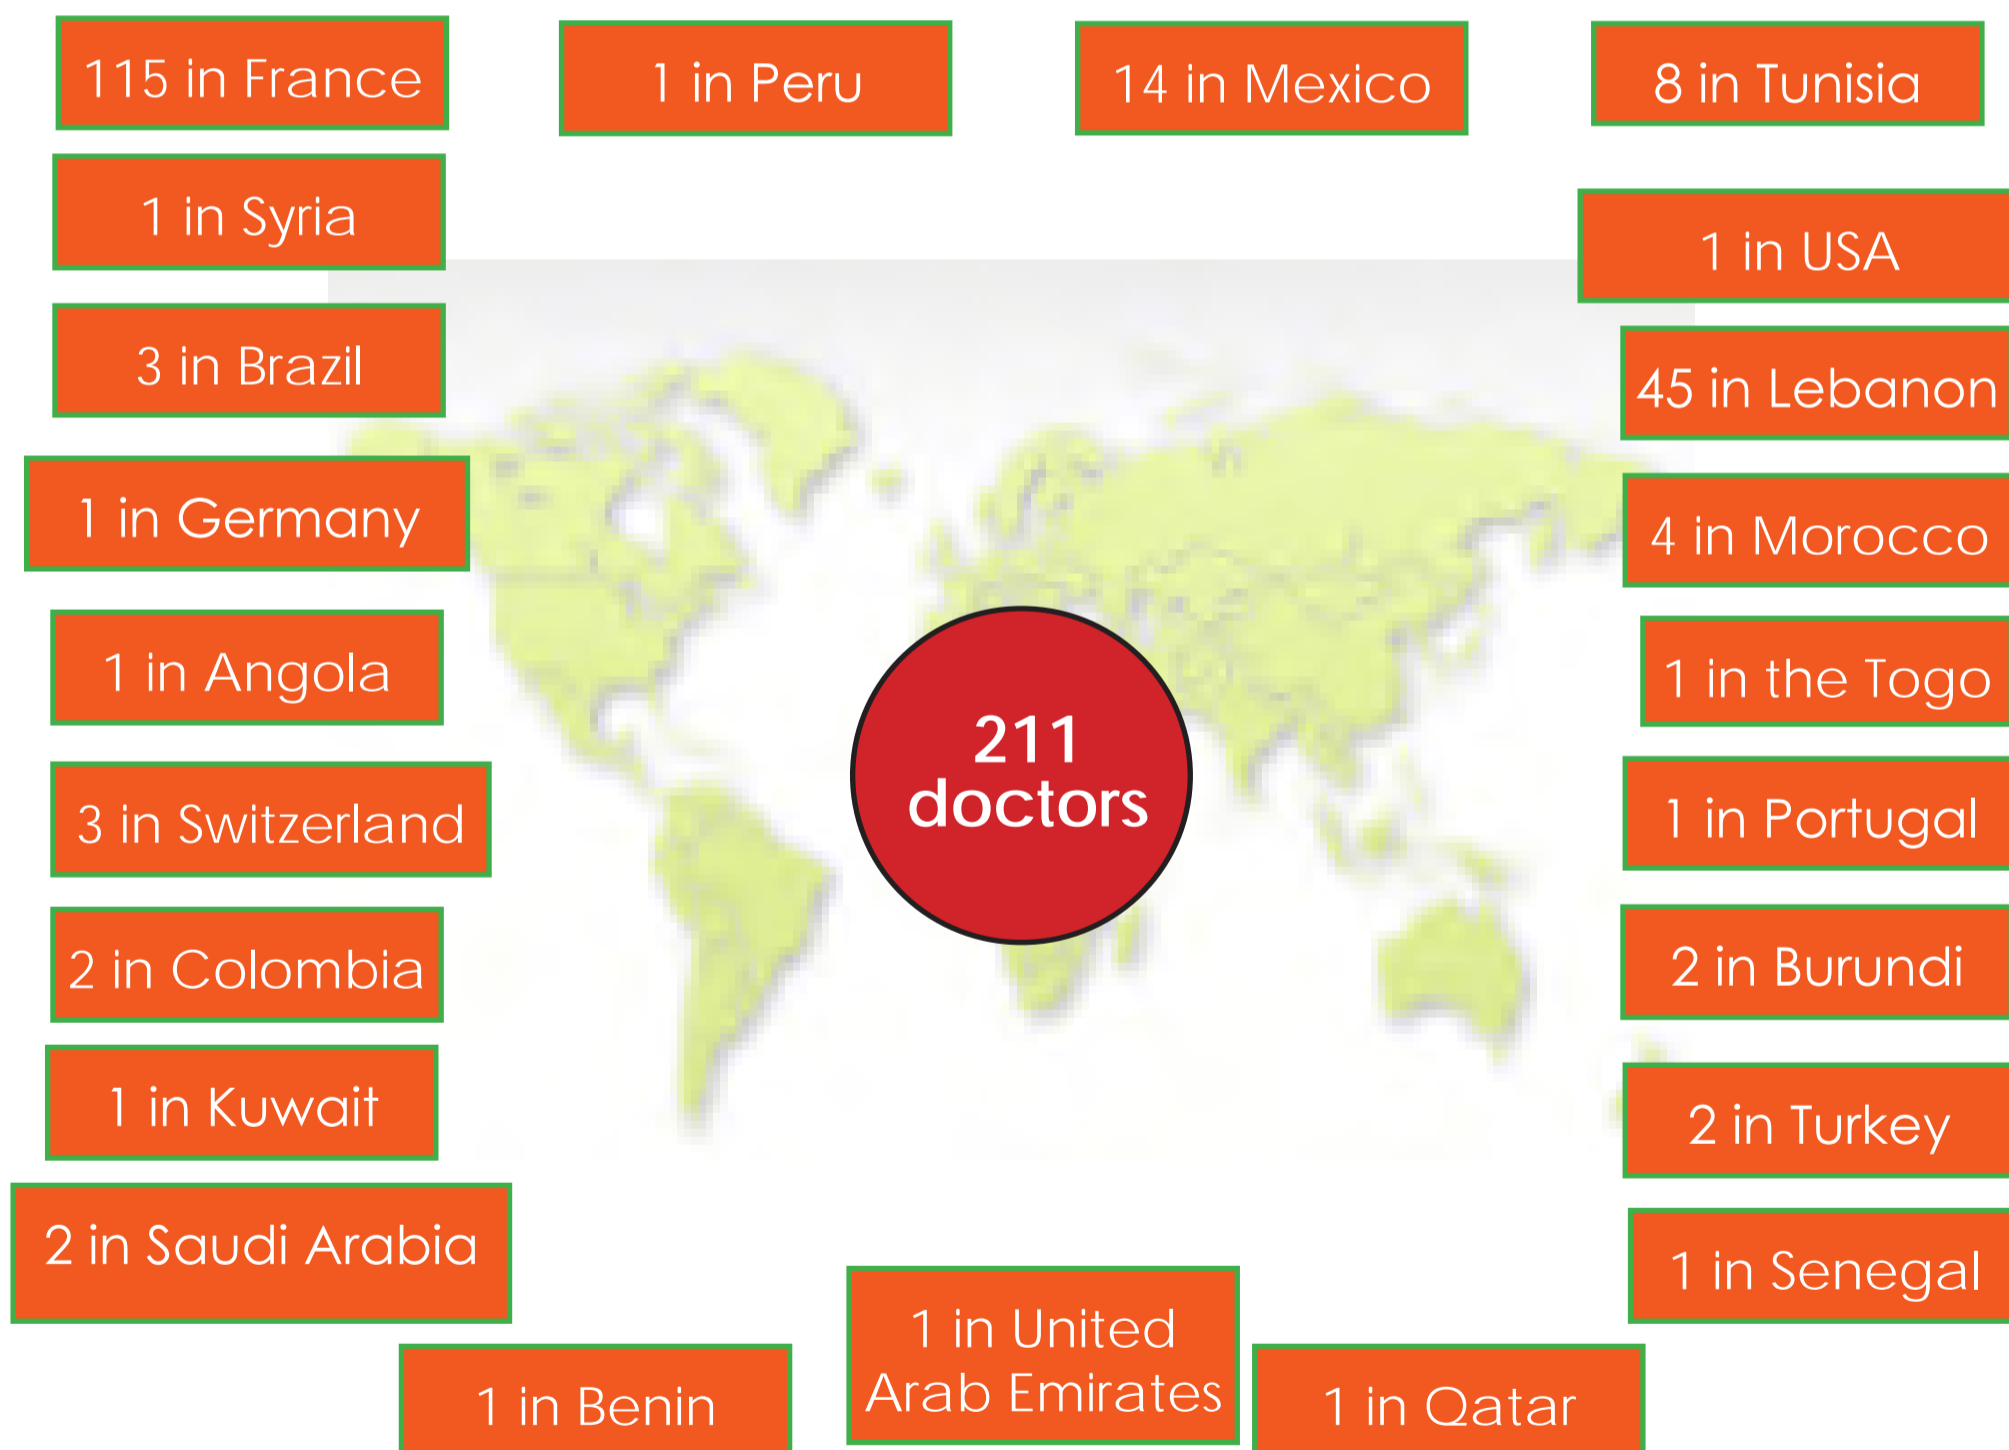 115 in France
1 in Peru
14 in Mexico
8 in Tunisia
1 in Syria
1 in USA
3 in Brazil
45 in Lebanon
1 in Germany
4 in Morocco
1 in Angola
1 in the Togo
211
doctors
3 in Switzerland
1 in Portugal
2 in Colombia
2 in Burundi
1 in Kuwait
2 in Turkey
2 in Saudi Arabia
1 in Senegal
1 in United
Arab Emirates
1 in Benin
1 in Qatar